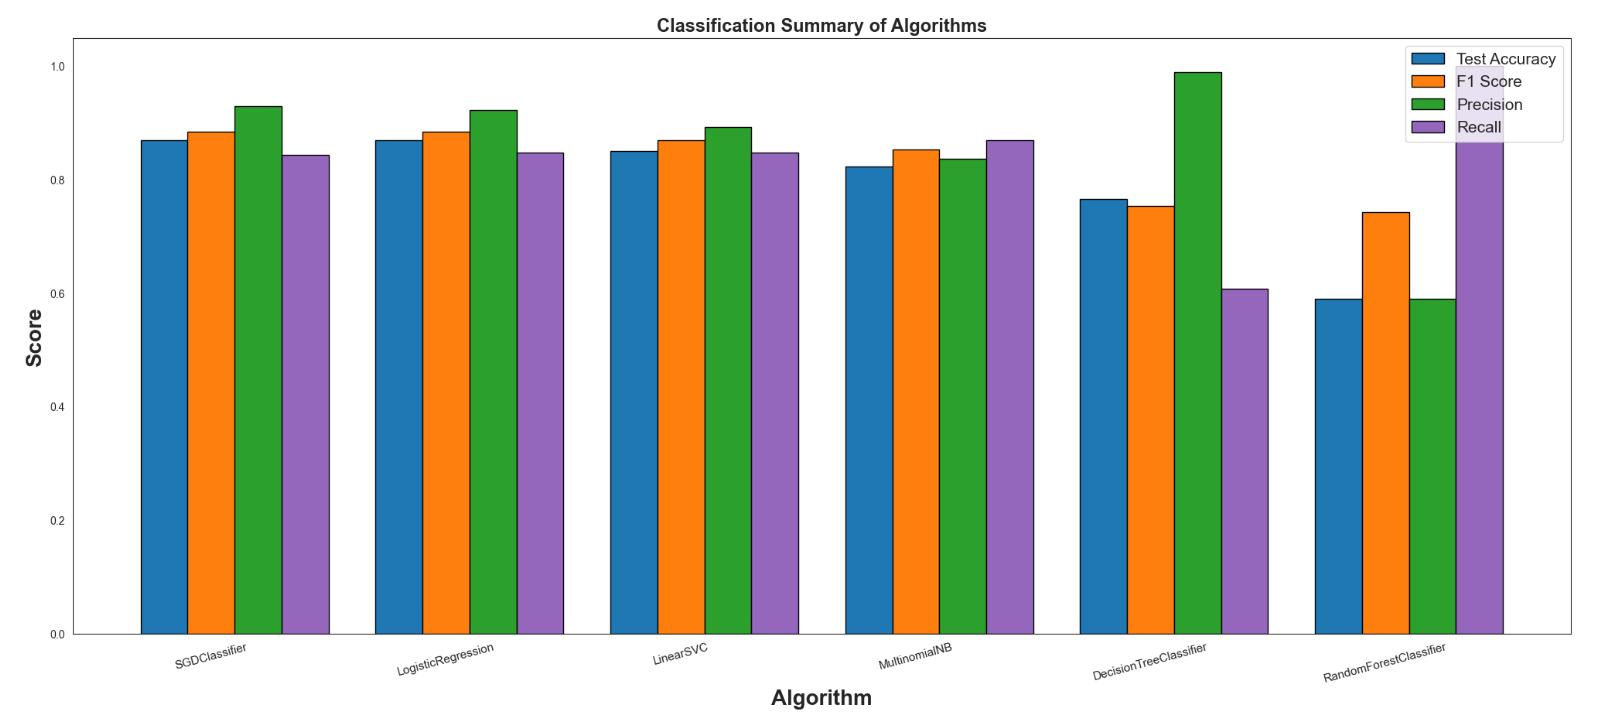 Classification Summary of Algorithms
Test Accuracy
F1 Score
Precision
Recall
1.0
0.8
0.6
0.4
0.2
0.0
Score
SGDClassifier
LogisticRegression
LinearSVC
MultinomialNB
DecisionTreeClassifier
RandomForestClassifier
Algorithm